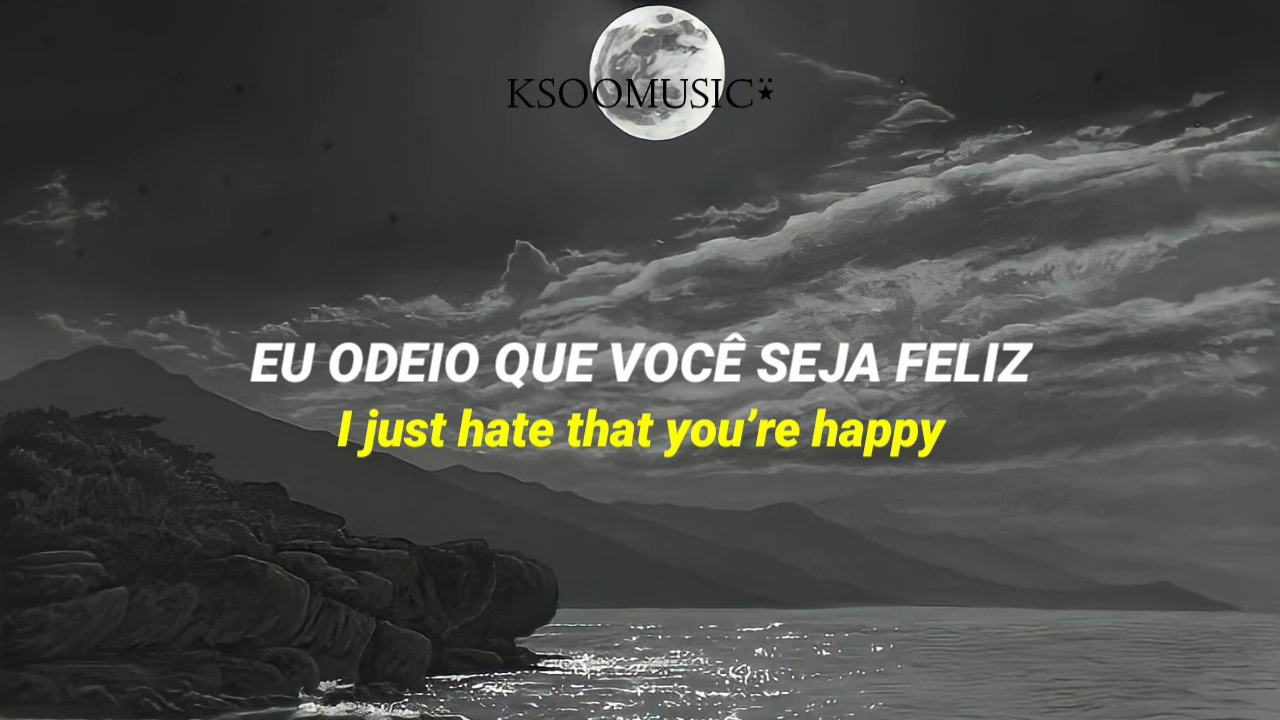 KSOOMUSIC
EU ODEIO QUE VOCÊ SEJA FELIZ
I just hate that you’re happy